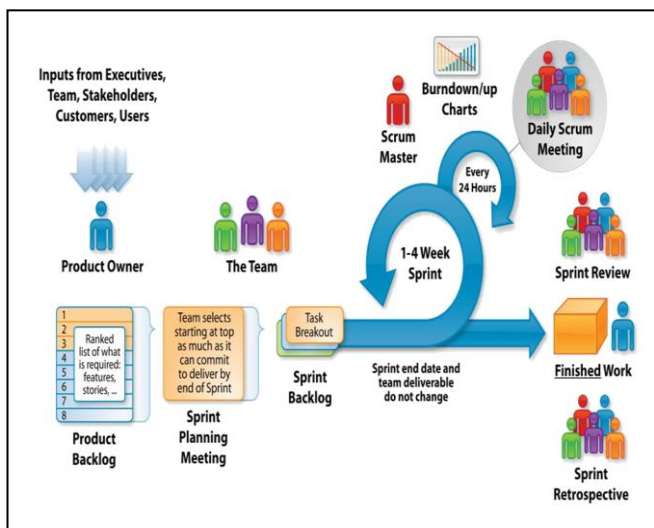 Inputs from Executives,
Team, Stakeholders,
Customers, Users
Product Owner
The Team
Scrum
Master
Burndown/up
Charts
Daily Scrum
Meeting
Every
24 Hours
1-4 Week
Sprint
1
2
3
4
5
6
7
8
Ranked
list of what
is required:
features,
stories, ...
Product
Backlog
Team selects
starting at top
as much as it
can commit
to deliver by
end of Sprint
Sprint
Planning
Meeting
Task
Breakout
Sprint
Backlog
Sprint end date and
team deliverable
do not change
Sprint Review
Finished Work
Sprint
Retrospective